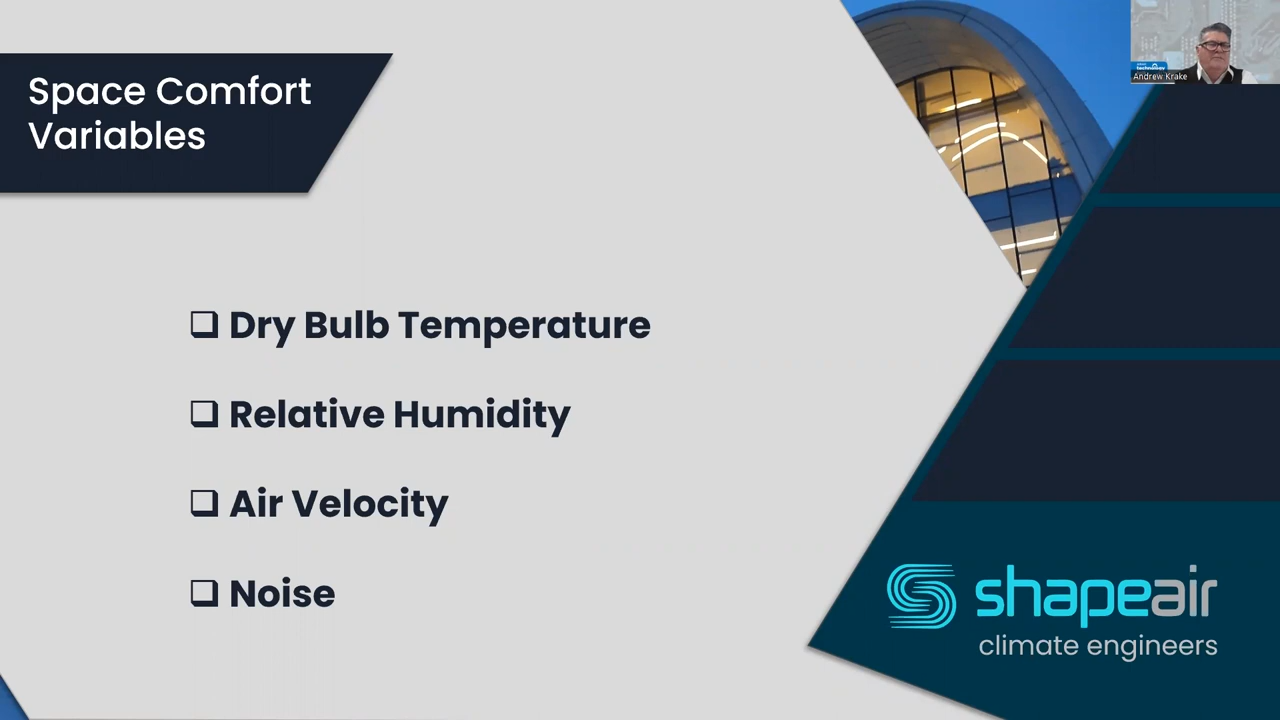 Space Comfort
Variables
Andrew Krake
Dry Bulb Temperature
Relative Humidity
Air Velocity
Noise
shapeair
climate engineers